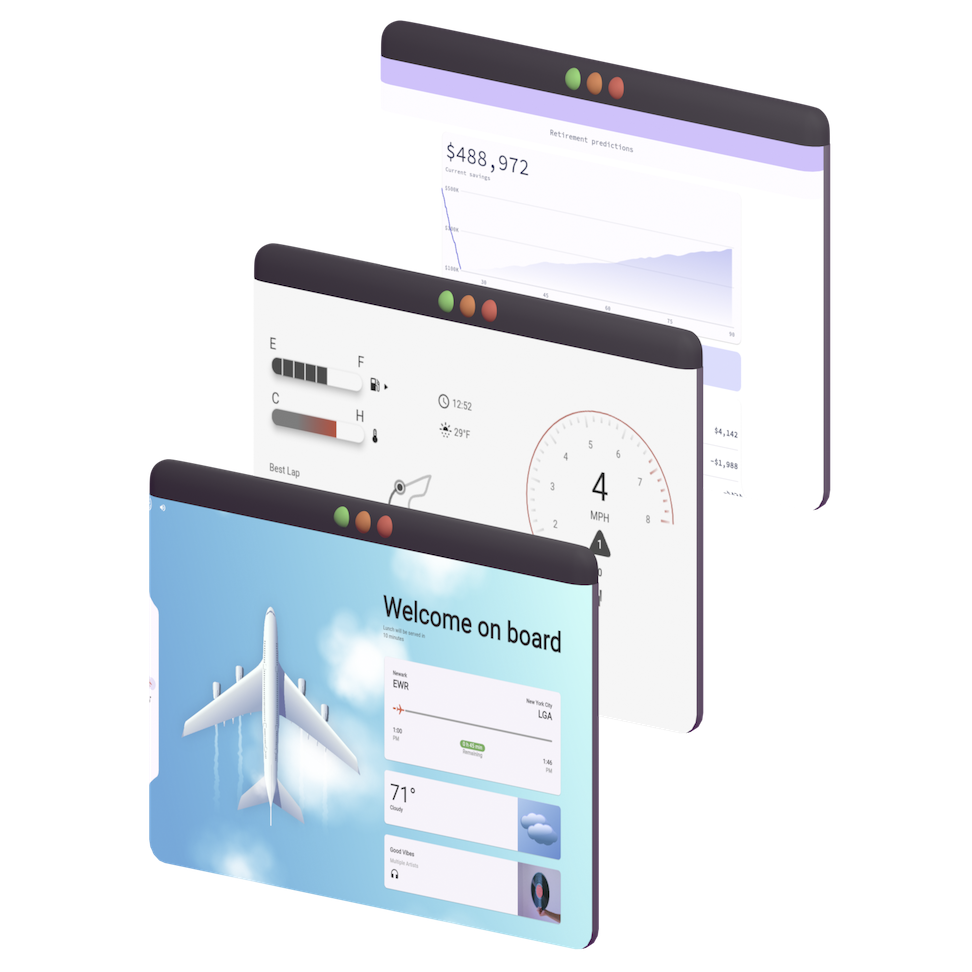 Retirement predictions
$488,972
Current savings
$500K
$100K
30
45
60
75
90
$4,142
-$1,988
E
F
C
H
12:52
29°F
Best Lap
2
3
4
5
6
7
8
4
MPH
1
Welcome on board
Lunch will be served in
15 minutes
Newark
EWR
New York City
LGA
1:00
PM
0 h 45 min
Remaining
1:46
PM
71°
Cloudy
Good Vibes
Multiple Artists